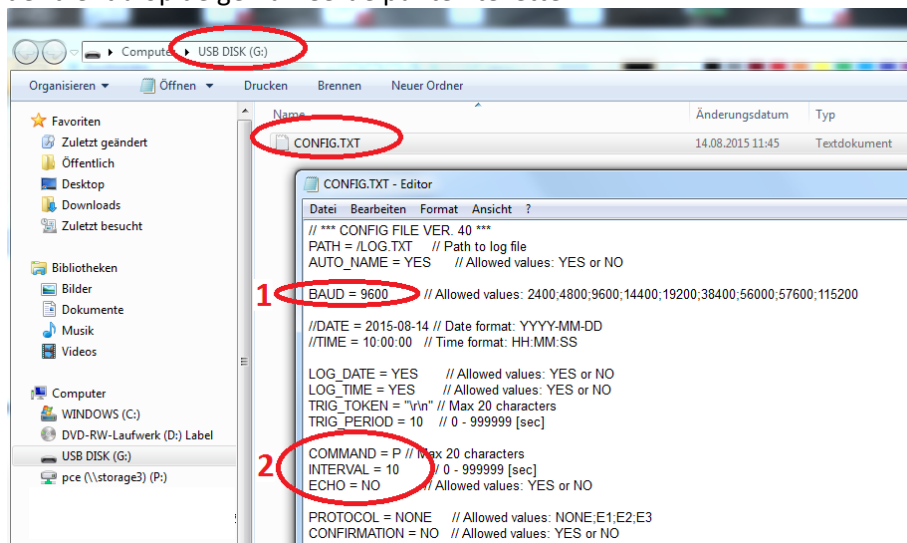 Computer ▸ USB DISK (G:)
Organisieren Öffnen Drucken Brennen Neuer Ordner
Favoriten
Zuletzt geändert
Öffentlich
Desktop
Downloads
Zuletzt besucht
Bibliotheken
Bilder
Dokumente
Musik
Videos
Computer
WINDOWS (C:)
DVD-RW-Laufwerk (D:) Label
USB DISK (G:)
pce (\\storage3) (P:)
Name Änderungsdatum Typ
CONFIG.TXT 14.08.2015 11:45 Textdokument
CONFIG.TXT - Editor
Datei Bearbeiten Format Ansicht ?
// *** CONFIG FILE VER. 40 ***
PATH = /LOG.TXT // Path to log file
AUTO_NAME = YES // Allowed values: YES or NO
1
BAUD = 9600 // Allowed values: 2400;4800;9600;14400;19200;38400;56000;57600;115200
//DATE = 2015-08-14 // Date format: YYYY-MM-DD
//TIME = 10:00:00 // Time format: HH:MM:SS
LOG_DATE = YES // Allowed values: YES or NO
LOG_TIME = YES // Allowed values: YES or NO
TRIG_TOKEN = "\r\n" // Max 20 characters
TRIG_PERIOD = 10 // 0 - 999999 [sec]
2
COMMAND = P // Max 20 characters
INTERVAL = 10 // 0 - 999999 [sec]
ECHO = NO // Allowed values: YES or NO
PROTOCOL = NONE // Allowed values: NONE;E1;E2;E3
CONFIRMATION = NO // Allowed values: YES or NO